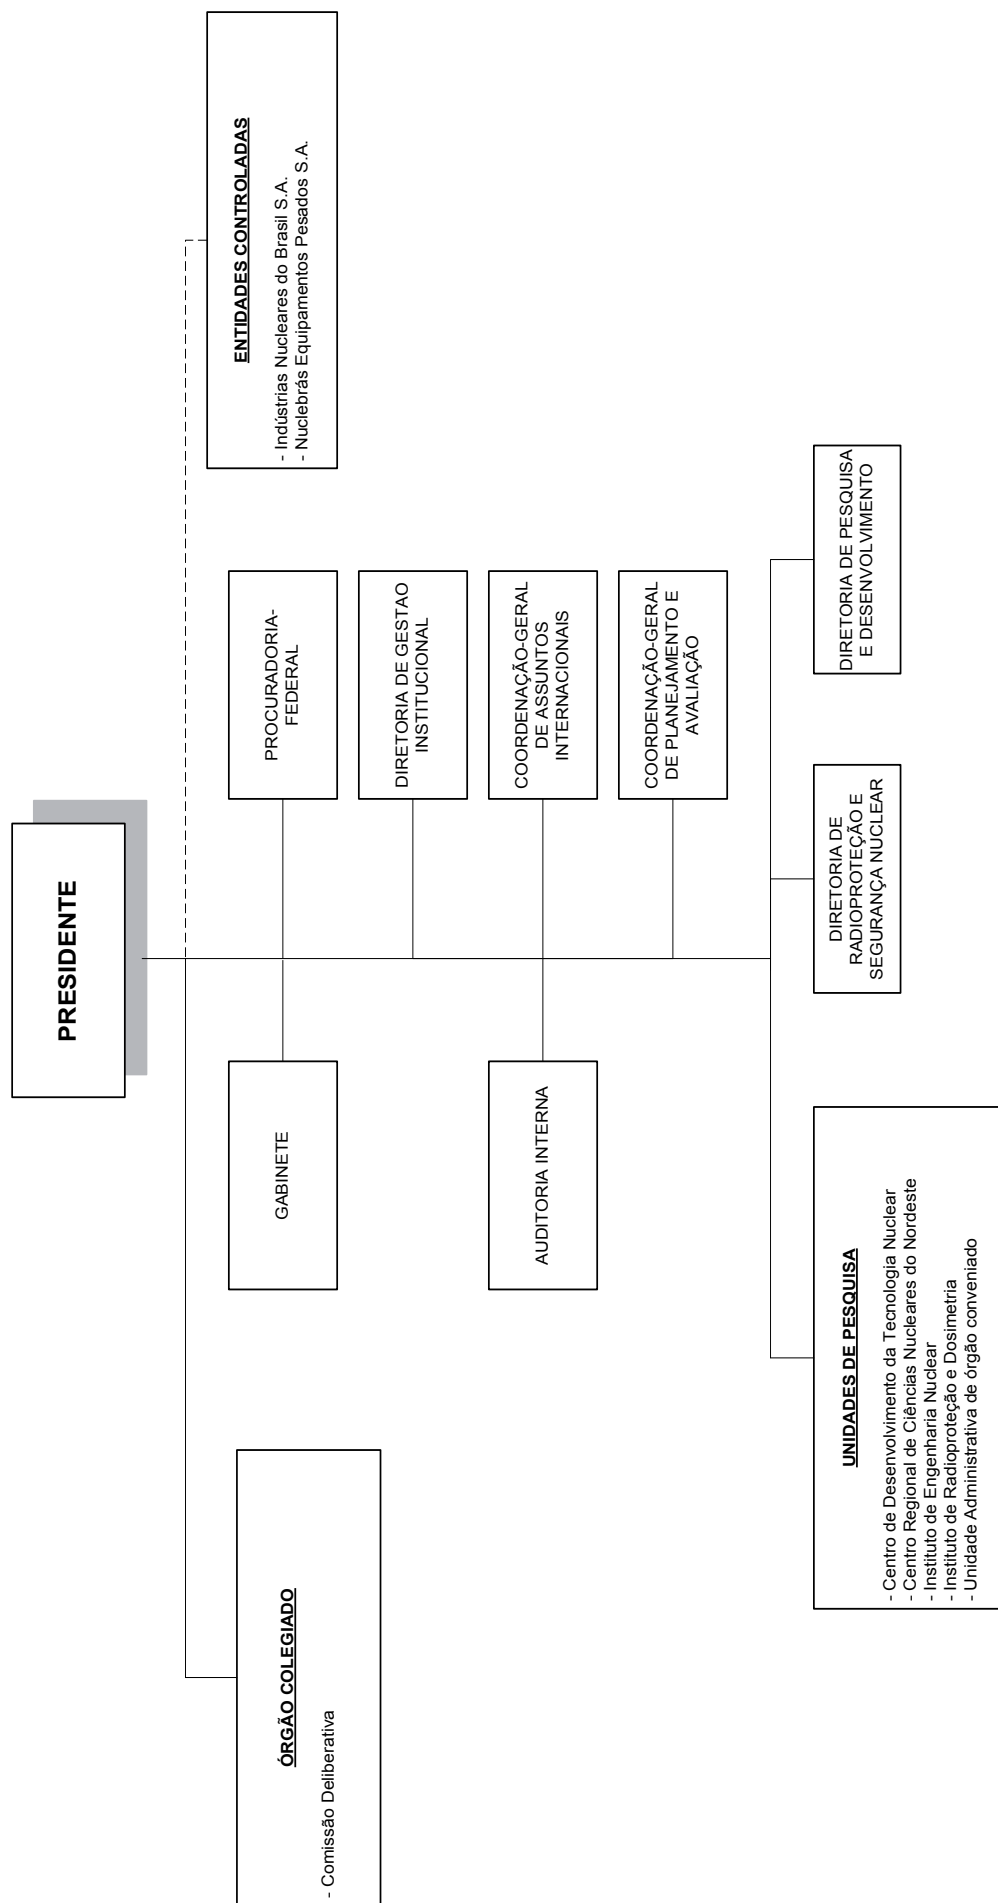 PRESIDENTE
ÓRGÃO COLEGIADO
- Comissão Deliberativa
ENTIDADES CONTROLADAS
- Indústrias Nucleares do Brasil S.A.
- Nuclebrás Equipamentos Pesados S.A.
GABINETE
PROCURADORIA-
FEDERAL
DIRETORIA DE GESTAO
INSTITUCIONAL
AUDITORIA INTERNA
COORDENAÇÃO-GERAL
DE ASSUNTOS
INTERNACIONAIS
COORDENAÇÃO-GERAL
DE PLANEJAMENTO E
AVALIAÇÃO
UNIDADES DE PESQUISA
- Centro de Desenvolvimento da Tecnologia Nuclear
- Centro Regional de Ciências Nucleares do Nordeste
- Instituto de Engenharia Nuclear
- Instituto de Radioproteção e Dosimetria
- Unidade Administrativa de órgão conveniado
DIRETORIA DE
RADIOPROTEÇÃO E
SEGURANÇA NUCLEAR
DIRETORIA DE PESQUISA
E DESENVOLVIMENTO